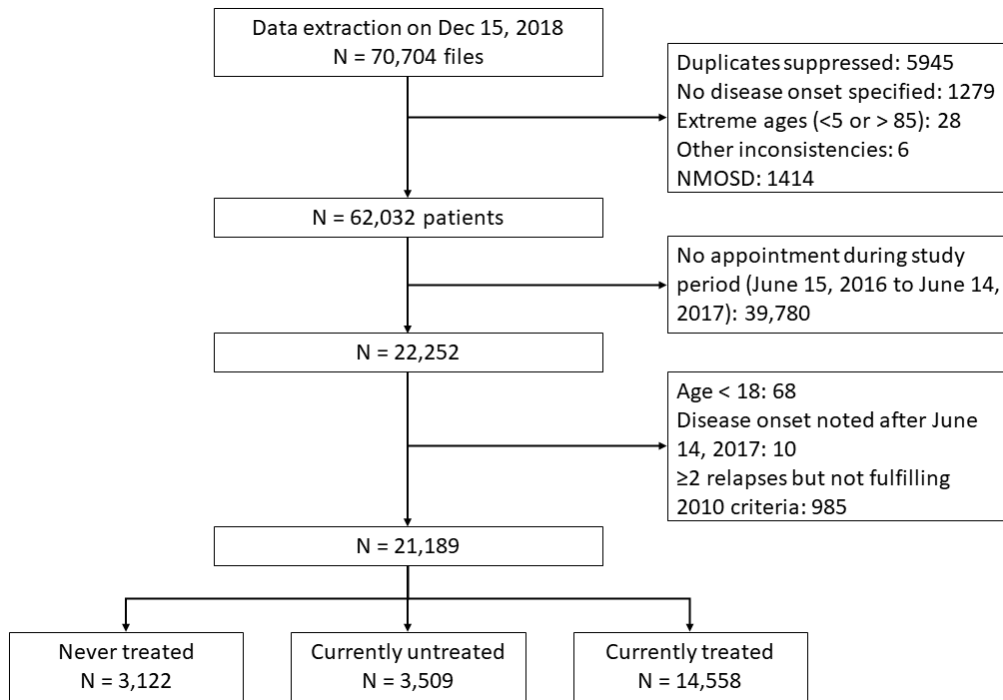 Data extraction on Dec 15, 2018
N = 70,704 files
Duplicates suppressed: 5945
No disease onset specified: 1279
Extreme ages (<5 or > 85): 28
Other inconsistencies: 6
NMOSD: 1414
N = 62,032 patients
No appointment during study
period (June 15, 2016 to June 14,
2017): 39,780
N = 22,252
Age < 18: 68
Disease onset noted after June
14, 2017: 10
≥2 relapses but not fulfilling
2010 criteria: 985
N = 21,189
Never treated
N = 3,122
Currently untreated
N = 3,509
Currently treated
N = 14,558